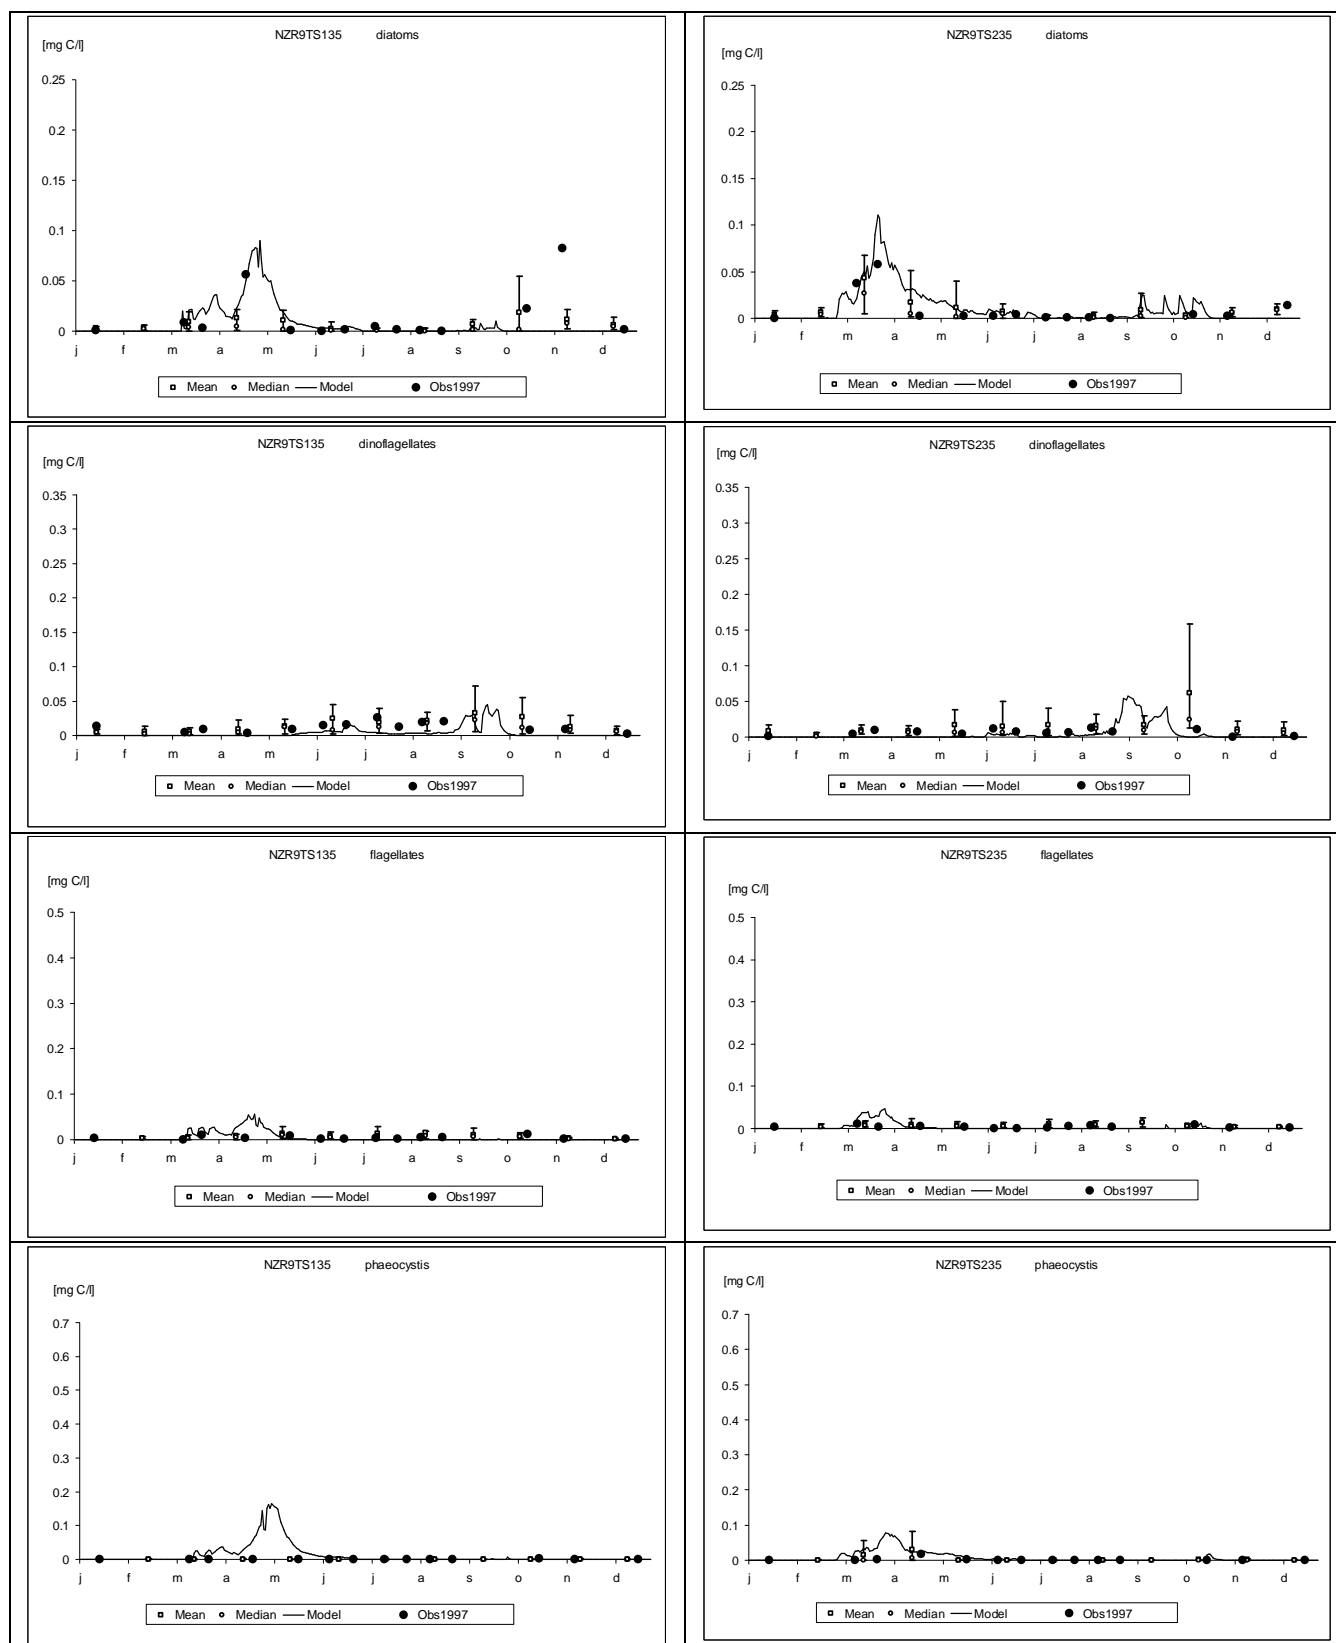 NZR9TS135 diatoms
[mg C/l]
0.25
0.2
0.15
0.1
0.05
0
j f m a m j j a s o n d
Mean Median Model Obs1997
NZR9TS235 diatoms
[mg C/l]
0.25
0.2
0.15
0.1
0.05
0
j f m a m j j a s o n d
Mean Median Model Obs1997
NZR9TS135 dinoflagellates
[mg C/l]
0.35
0.3
0.25
0.2
0.15
0.1
0.05
0
j f m a m j j a s o n d
Mean Median Model Obs1997
NZR9TS235 dinoflagellates
[mg C/l]
0.35
0.3
0.25
0.2
0.15
0.1
0.05
0
j f m a m j j a s o n d
Mean Median Model Obs1997
NZR9TS135 flagellates
[mg C/l]
0.5
0.4
0.3
0.2
0.1
0
j f m a m j j a s o n d
Mean Median Model Obs1997
NZR9TS235 flagellates
[mg C/l]
0.5
0.4
0.3
0.2
0.1
0
j f m a m j j a s o n d
Mean Median Model Obs1997
NZR9TS135 phaeocystis
[mg C/l]
0.7
0.6
0.5
0.4
0.3
0.2
0.1
0
j f m a m j j a s o n d
Mean Median Model Obs1997
NZR9TS235 phaeocystis
[mg C/l]
0.7
0.6
0.5
0.4
0.3
0.2
0.1
0
j f m a m j j a s o n d
Mean Median Model Obs1997